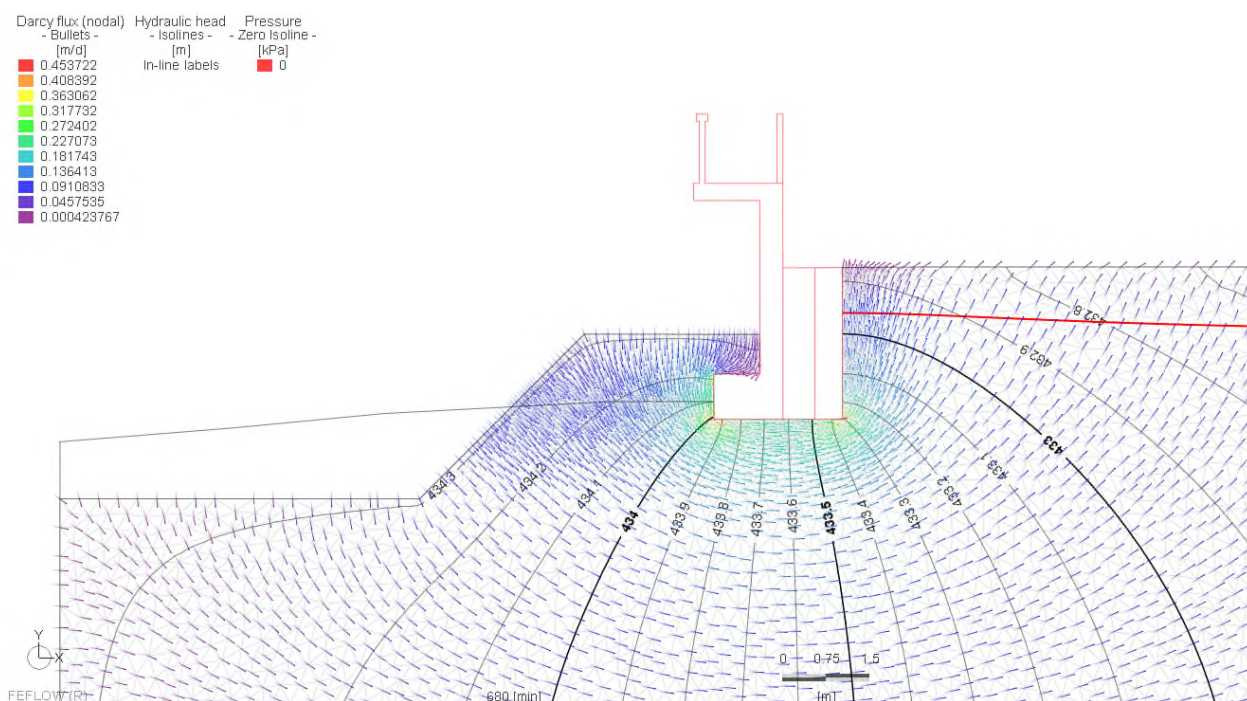 Darcy flux (nodal) Hydraulic head Pressure
- Bullets - - Isolines - - Zero Isoline -
[m/d] [m] [kPa]
0.453722 In-line labels 0
0.408392
0.363062
0.317732
0.272402
0.227073
0.181743
0.136413
0.0910833
0.0457535
0.000423767
432.8
432.9
433
434.3
434.2
434.1
434
433.9
433.8
433.7
433.6
433.5
433.4
433.3
433.2
433.1
Y
X
0 0.75 1.5
FEFLOW (R)
680 [min]
[m]